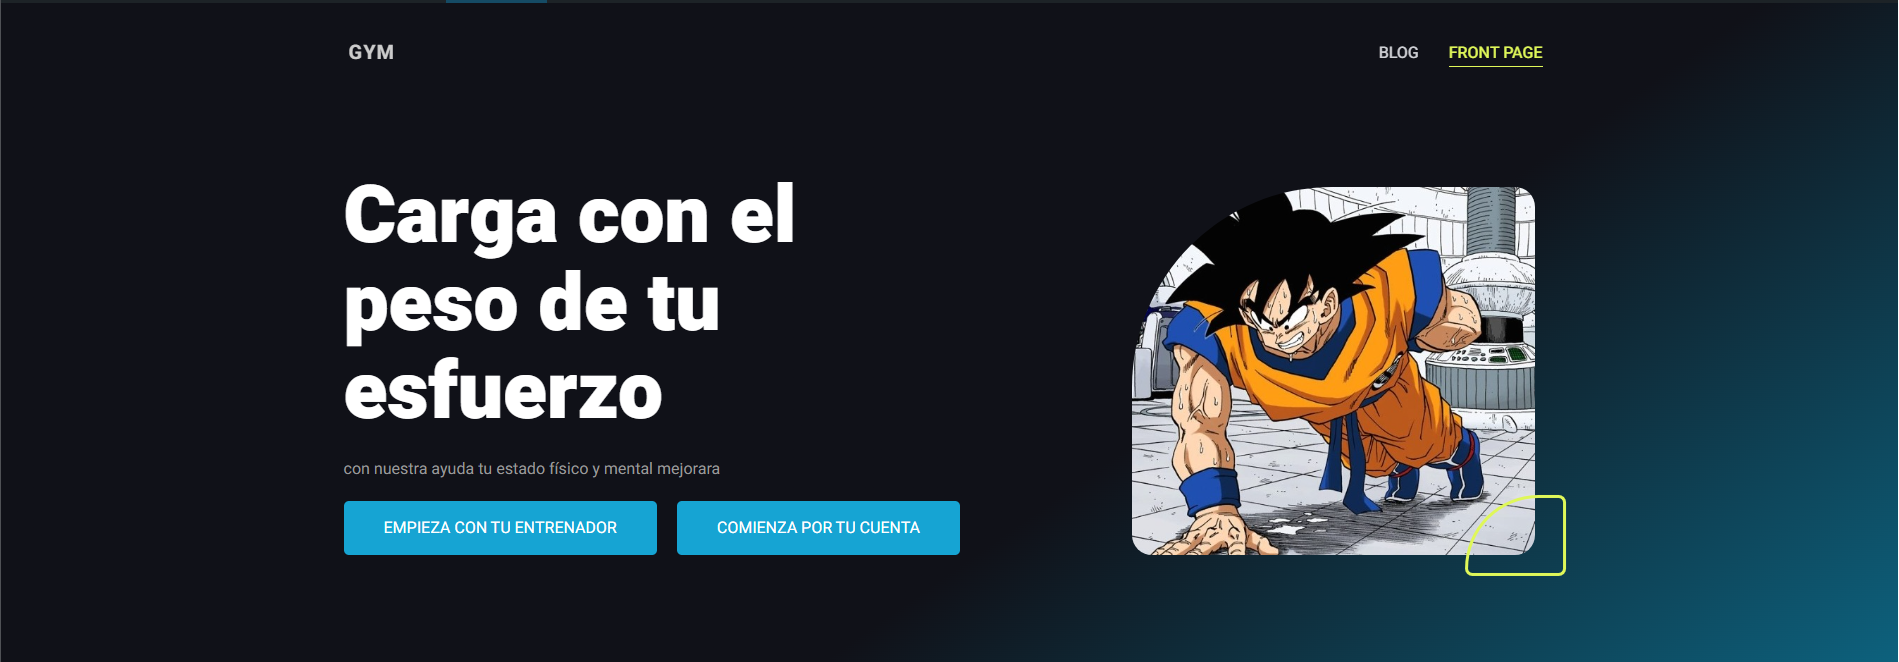 GYM
BLOG
FRONT PAGE
Carga con el
peso de tu
esfuerzo
con nuestra ayuda tu estado físico y mental mejorara
EMPIEZA CON TU ENTRENADOR
COMIENZA POR TU CUENTA